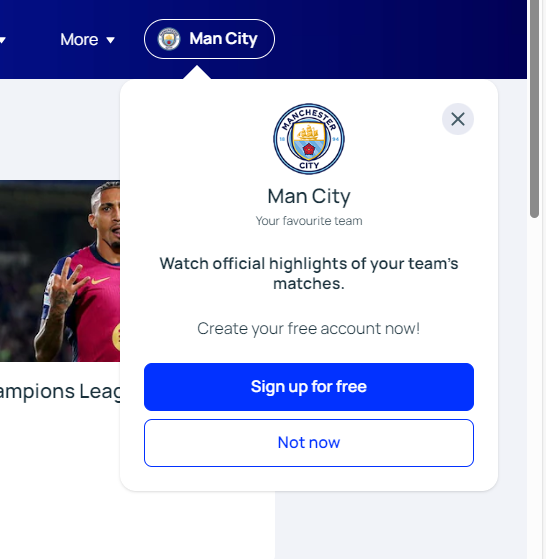 More
Man City
MANCHESTER
CITY
Man City
Your favourite team
Watch official highlights of your team's
matches.
Create your free account now!
ampions Leag
Sign up for free
Not now